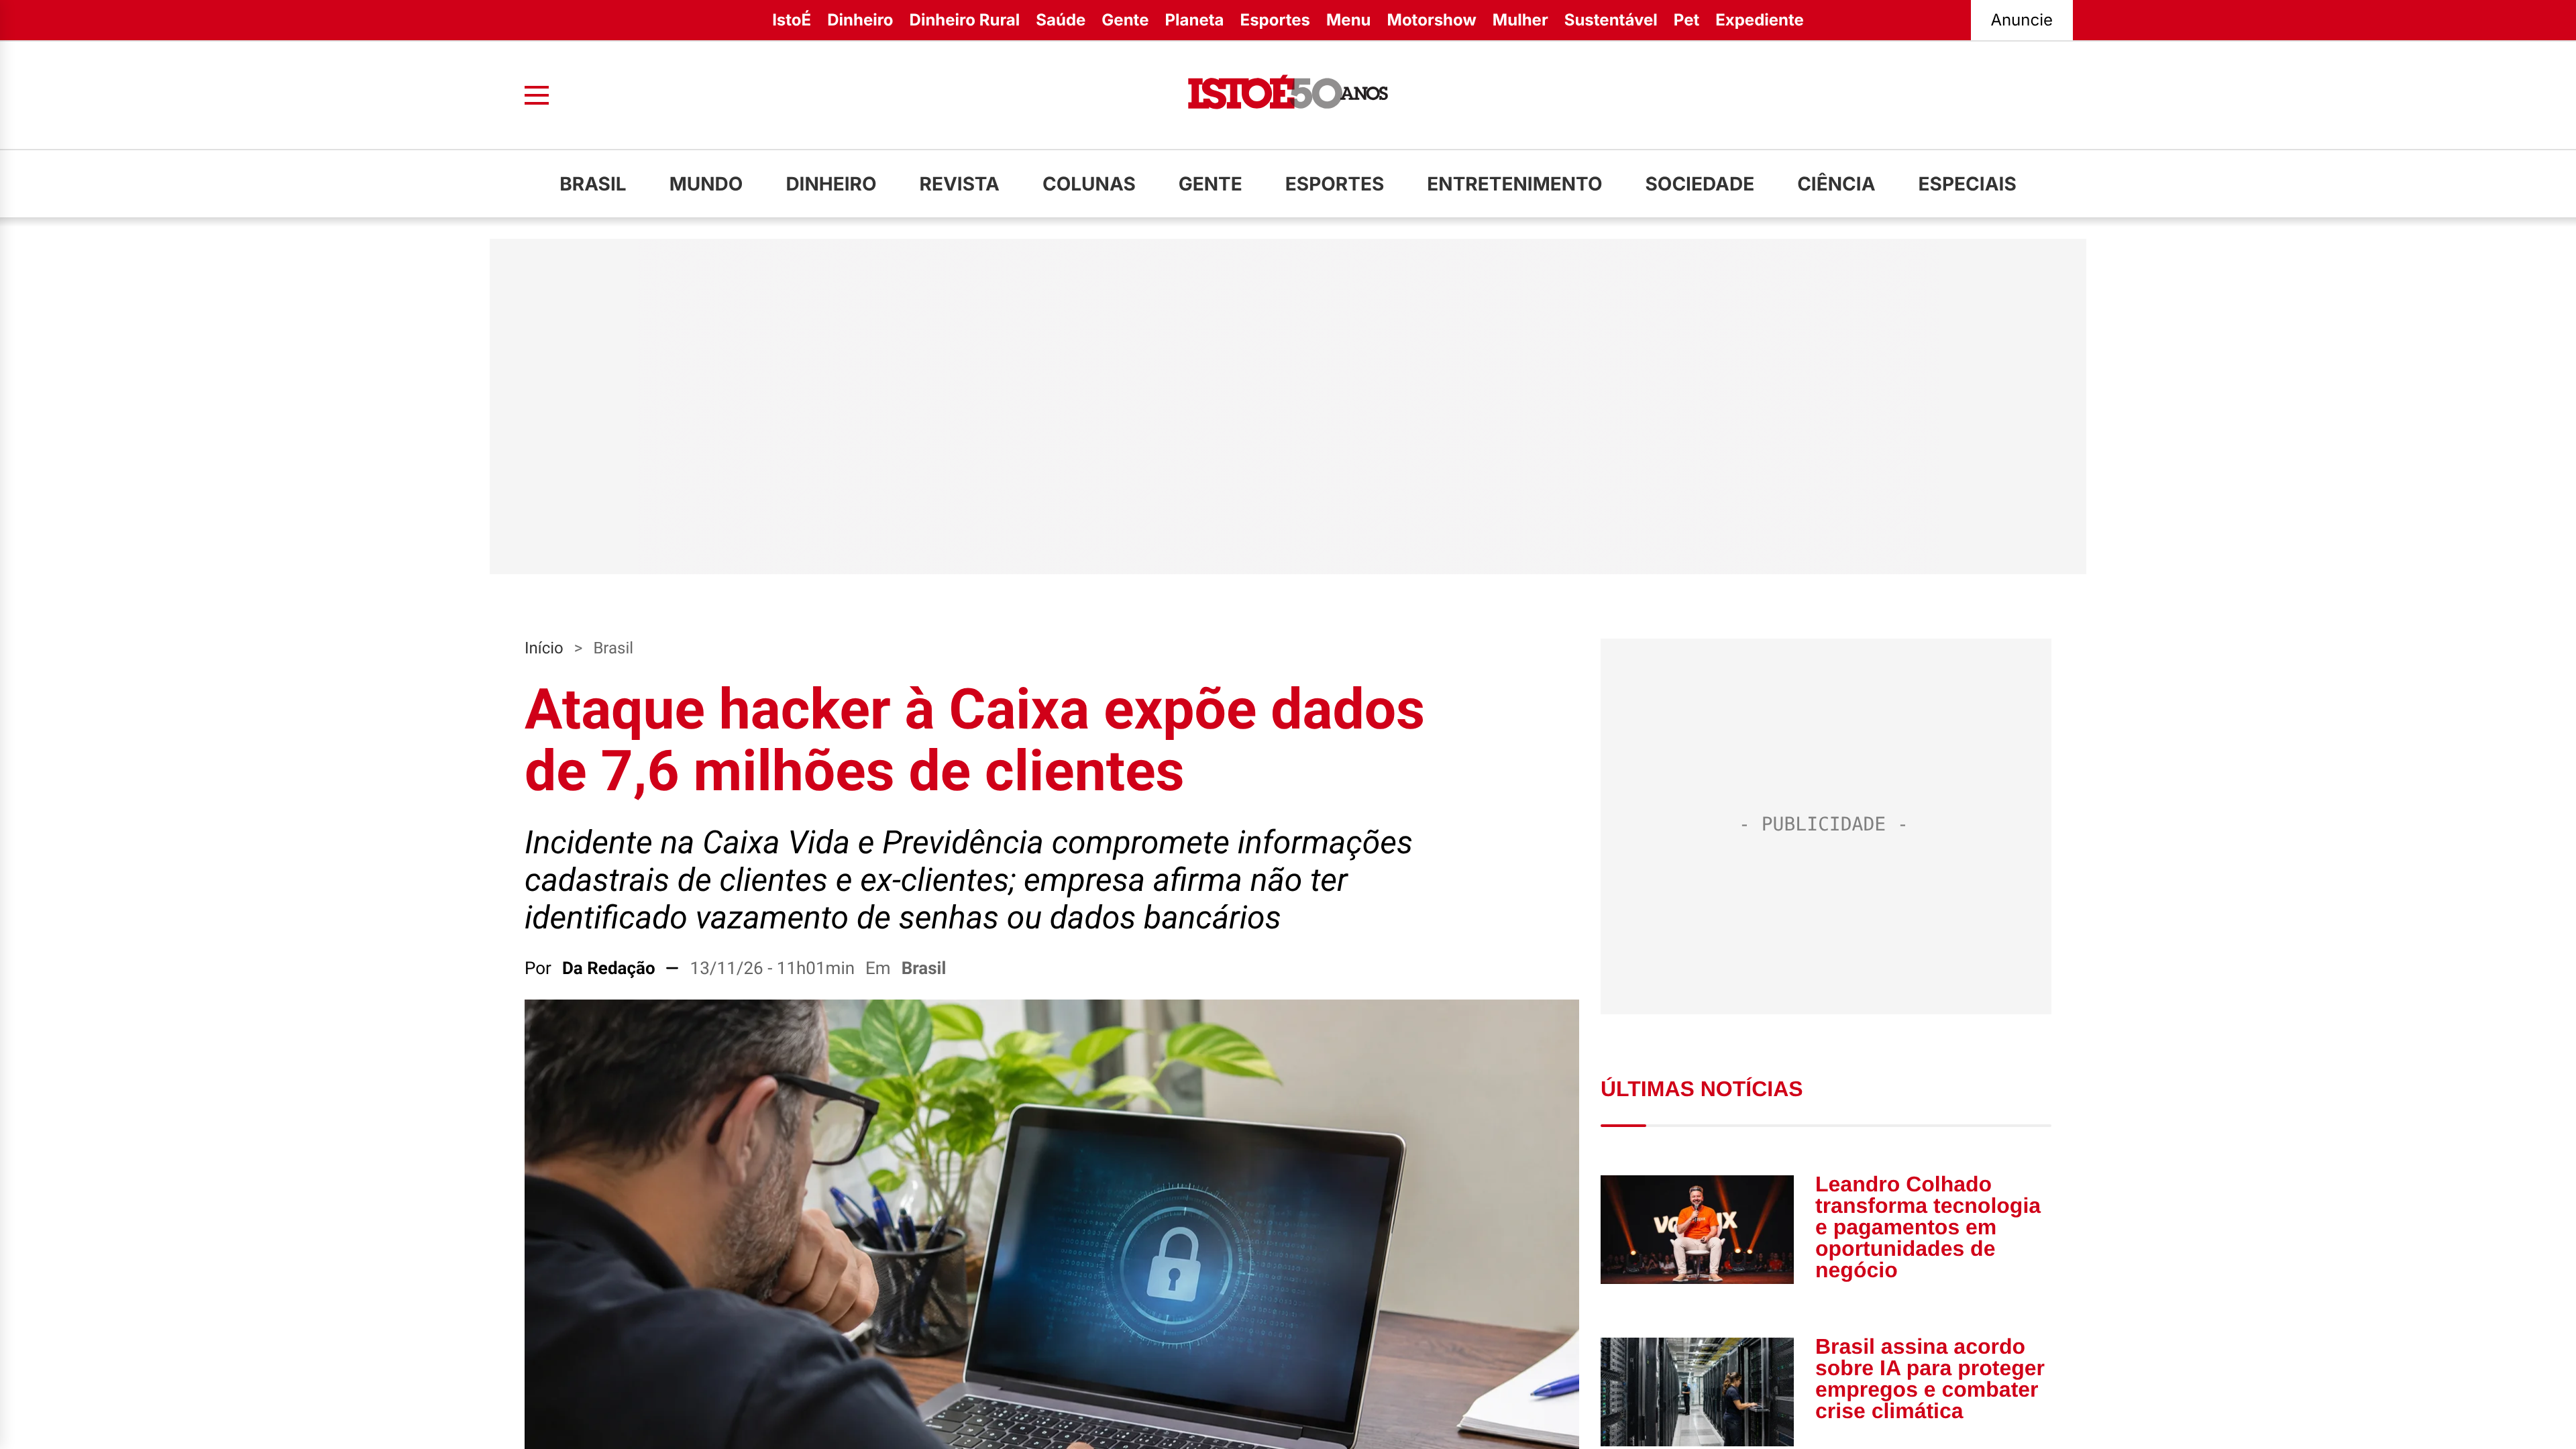 IstoÉ Dinheiro Dinheiro Rural Saúde Gente Planeta Esportes Menu Motorshow Mulher Sustentável Pet Expediente Anuncie
ISTOÉ 50 ANOS
BRASIL MUNDO DINHEIRO REVISTA COLUNAS GENTE ESPORTES ENTRETENIMENTO SOCIEDADE CIÊNCIA ESPECIAIS
Início > Brasil
Ataque hacker à Caixa expõe dados
de 7,6 milhões de clientes
Incidente na Caixa Vida e Previdência compromete informações
cadastrais de clientes e ex-clientes; empresa afirma não ter
identificado vazamento de senhas ou dados bancários
Por Da Redação — 13/11/26 - 11h01min Em Brasil
- PUBLICIDADE -
ÚLTIMAS NOTÍCIAS
Leandro Colhado
transforma tecnologia
e pagamentos em
oportunidades de
negócio
Brasil assina acordo
sobre IA para proteger
empregos e combater
crise climática